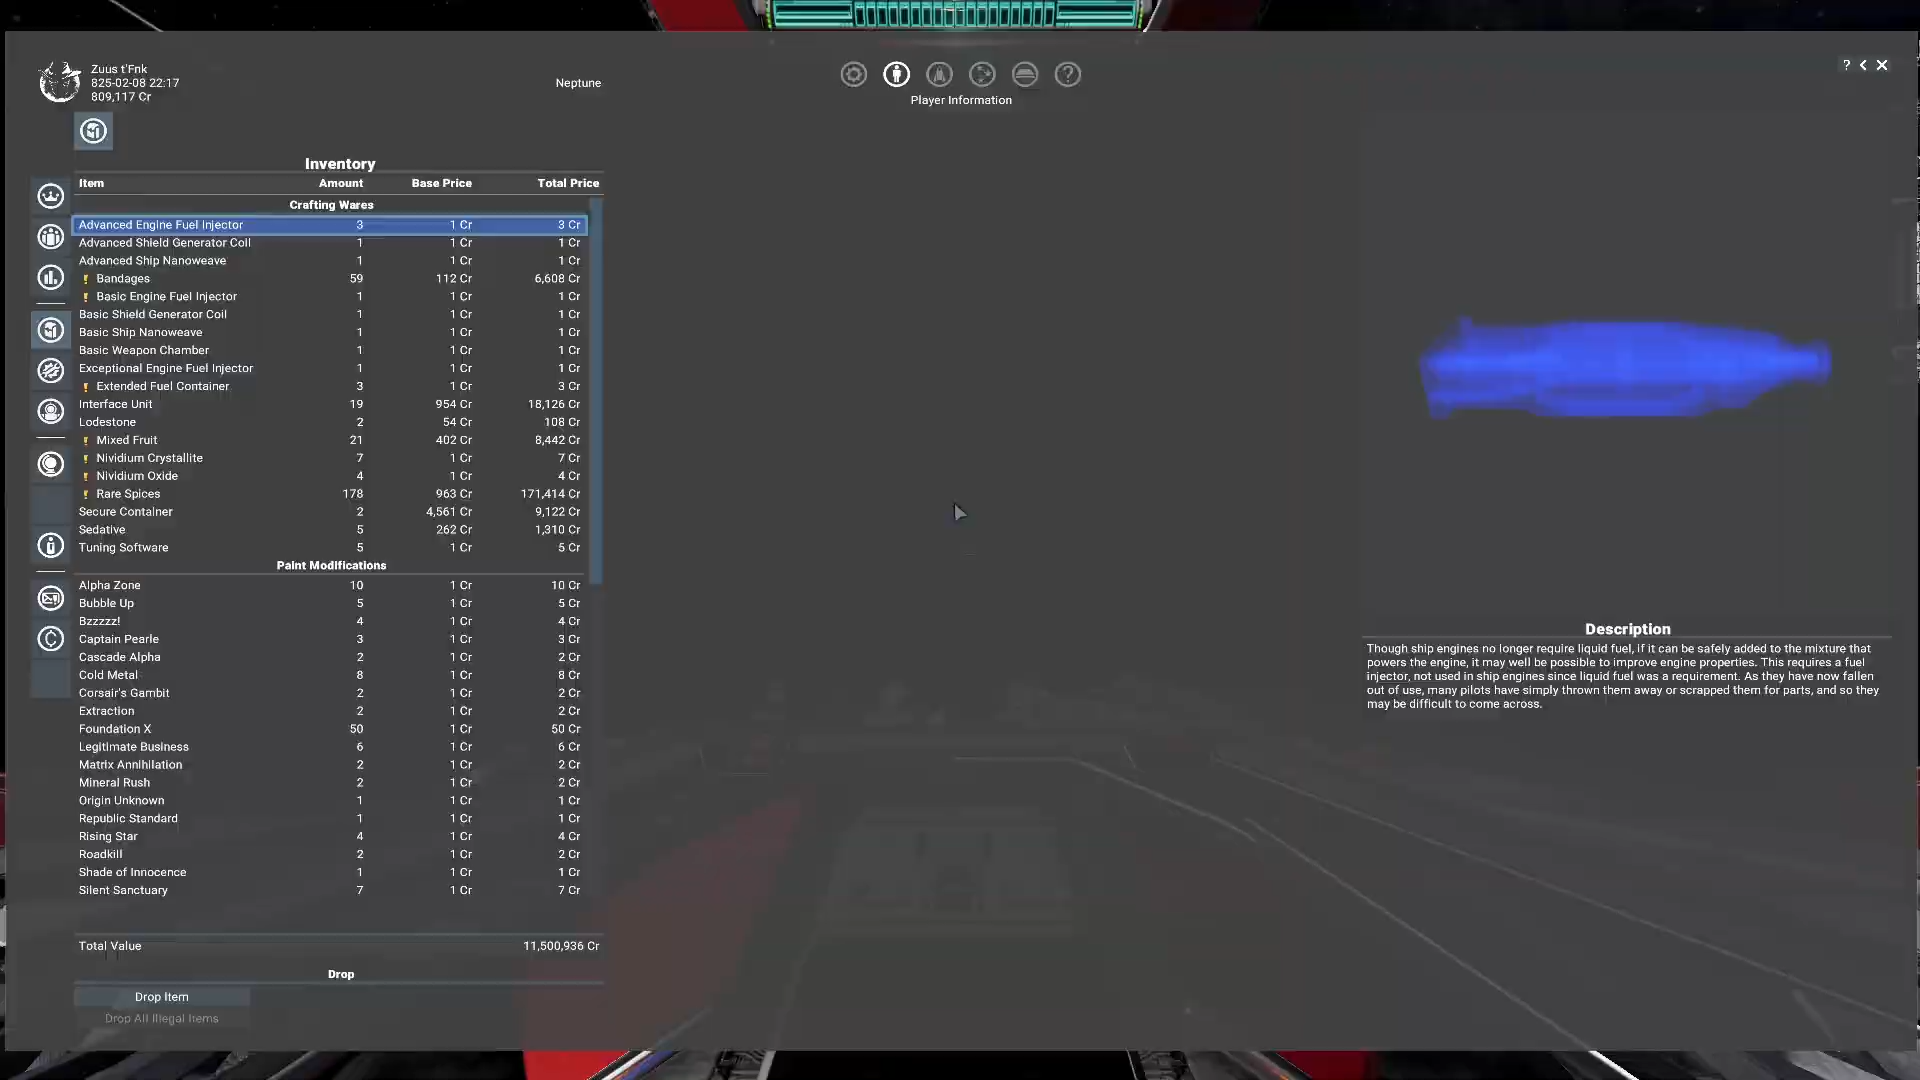 Zuus t'Fnk
825-02-08 22:17
809,117 Cr
Neptune
Player Information
? < ✕
Inventory
Item Amount Base Price Total Price
Crafting Wares
Advanced Engine Fuel Injector 3 1 Cr 3 Cr
Advanced Shield Generator Coil 1 1 Cr 1 Cr
Advanced Ship Nanoweave 1 1 Cr 1 Cr
! Bandages 59 112 Cr 6,608 Cr
! Basic Engine Fuel Injector 1 1 Cr 1 Cr
Basic Shield Generator Coil 1 1 Cr 1 Cr
Basic Ship Nanoweave 1 1 Cr 1 Cr
Basic Weapon Chamber 1 1 Cr 1 Cr
Exceptional Engine Fuel Injector 1 1 Cr 1 Cr
! Extended Fuel Container 3 1 Cr 3 Cr
Interface Unit 19 954 Cr 18,126 Cr
Lodestone 2 54 Cr 108 Cr
! Mixed Fruit 21 402 Cr 8,442 Cr
! Nividium Crystallite 7 1 Cr 7 Cr
! Nividium Oxide 4 1 Cr 4 Cr
! Rare Spices 178 963 Cr 171,414 Cr
Secure Container 2 4,561 Cr 9,122 Cr
Sedative 5 262 Cr 1,310 Cr
Tuning Software 5 1 Cr 5 Cr
Paint Modifications
Alpha Zone 10 1 Cr 10 Cr
Bubble Up 5 1 Cr 5 Cr
Bzzzzz! 4 1 Cr 4 Cr
Captain Pearle 3 1 Cr 3 Cr
Cascade Alpha 2 1 Cr 2 Cr
Cold Metal 8 1 Cr 8 Cr
Corsair's Gambit 2 1 Cr 2 Cr
Extraction 2 1 Cr 2 Cr
Foundation X 50 1 Cr 50 Cr
Legitimate Business 6 1 Cr 6 Cr
Matrix Annihilation 2 1 Cr 2 Cr
Mineral Rush 2 1 Cr 2 Cr
Origin Unknown 1 1 Cr 1 Cr
Republic Standard 1 1 Cr 1 Cr
Rising Star 4 1 Cr 4 Cr
Roadkill 2 1 Cr 2 Cr
Shade of Innocence 1 1 Cr 1 Cr
Silent Sanctuary 7 1 Cr 7 Cr
Total Value 11,500,936 Cr
Drop
Drop Item
Drop All Illegal Items
Description
Though ship engines no longer require liquid fuel, if it can be safely added to the mixture that
powers the engine, it may well be possible to improve engine properties. This requires a fuel
injector, not used in ship engines since liquid fuel was a requirement. As they have now fallen
out of use, many pilots have simply thrown them away or scrapped them for parts, and so they
may be difficult to come across.